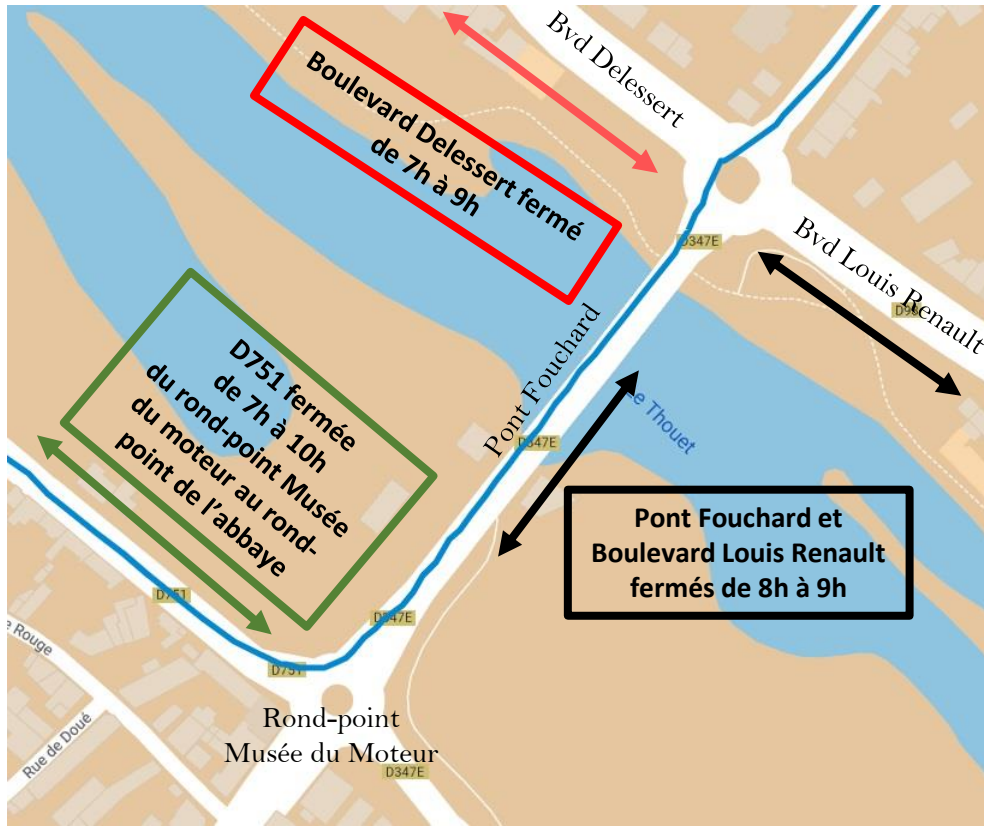 Bvd Delessert
Boulevard Delessert fermé
de 7h à 9h
D347E
Bvd Louis Renault
D751 fermée
de 7h à 10h
du rond-point Musée
du moteur au rond-
point de l'abbaye
Pont Fouchard
Le Thouet
D347E
Pont Fouchard et
Boulevard Louis Renault
fermés de 8h à 9h
D751
D347E
Rouge
D751
Rue de Doué
Rond-point
Musée du Moteur
D347E